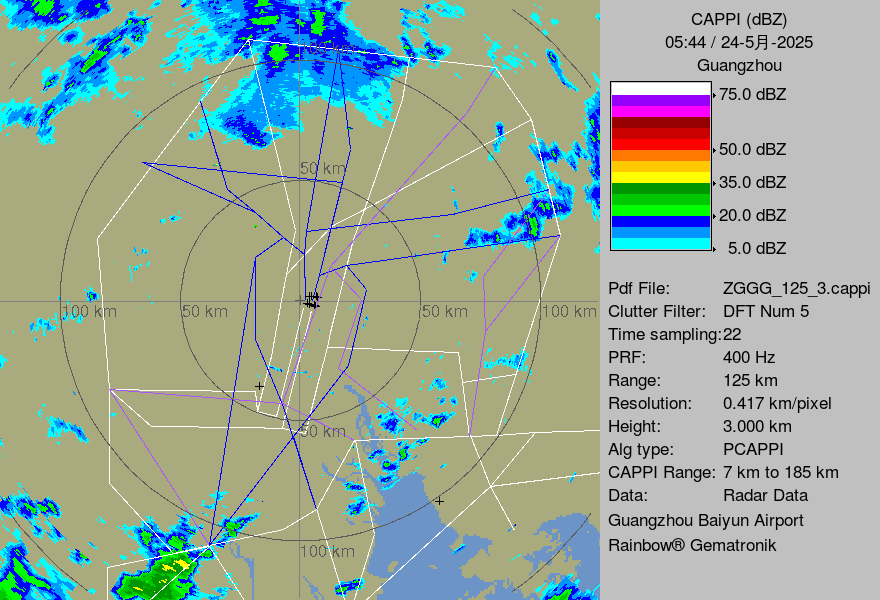 CAPPI (dBZ)
05:44 / 24-5月-2025
Guangzhou
75.0 dBZ
50.0 dBZ
35.0 dBZ
20.0 dBZ
5.0 dBZ
Pdf File: ZGGG_125_3.cappi
Clutter Filter: DFT Num 5
Time sampling:22
PRF: 400 Hz
Range: 125 km
Resolution: 0.417 km/pixel
Height: 3.000 km
Alg type: PCAPPI
CAPPI Range: 7 km to 185 km
Data: Radar Data
Guangzhou Baiyun Airport
Rainbow® Gematronik
100 km
50 km
100 km
50 km
50 km
100 km
50 km
100 km